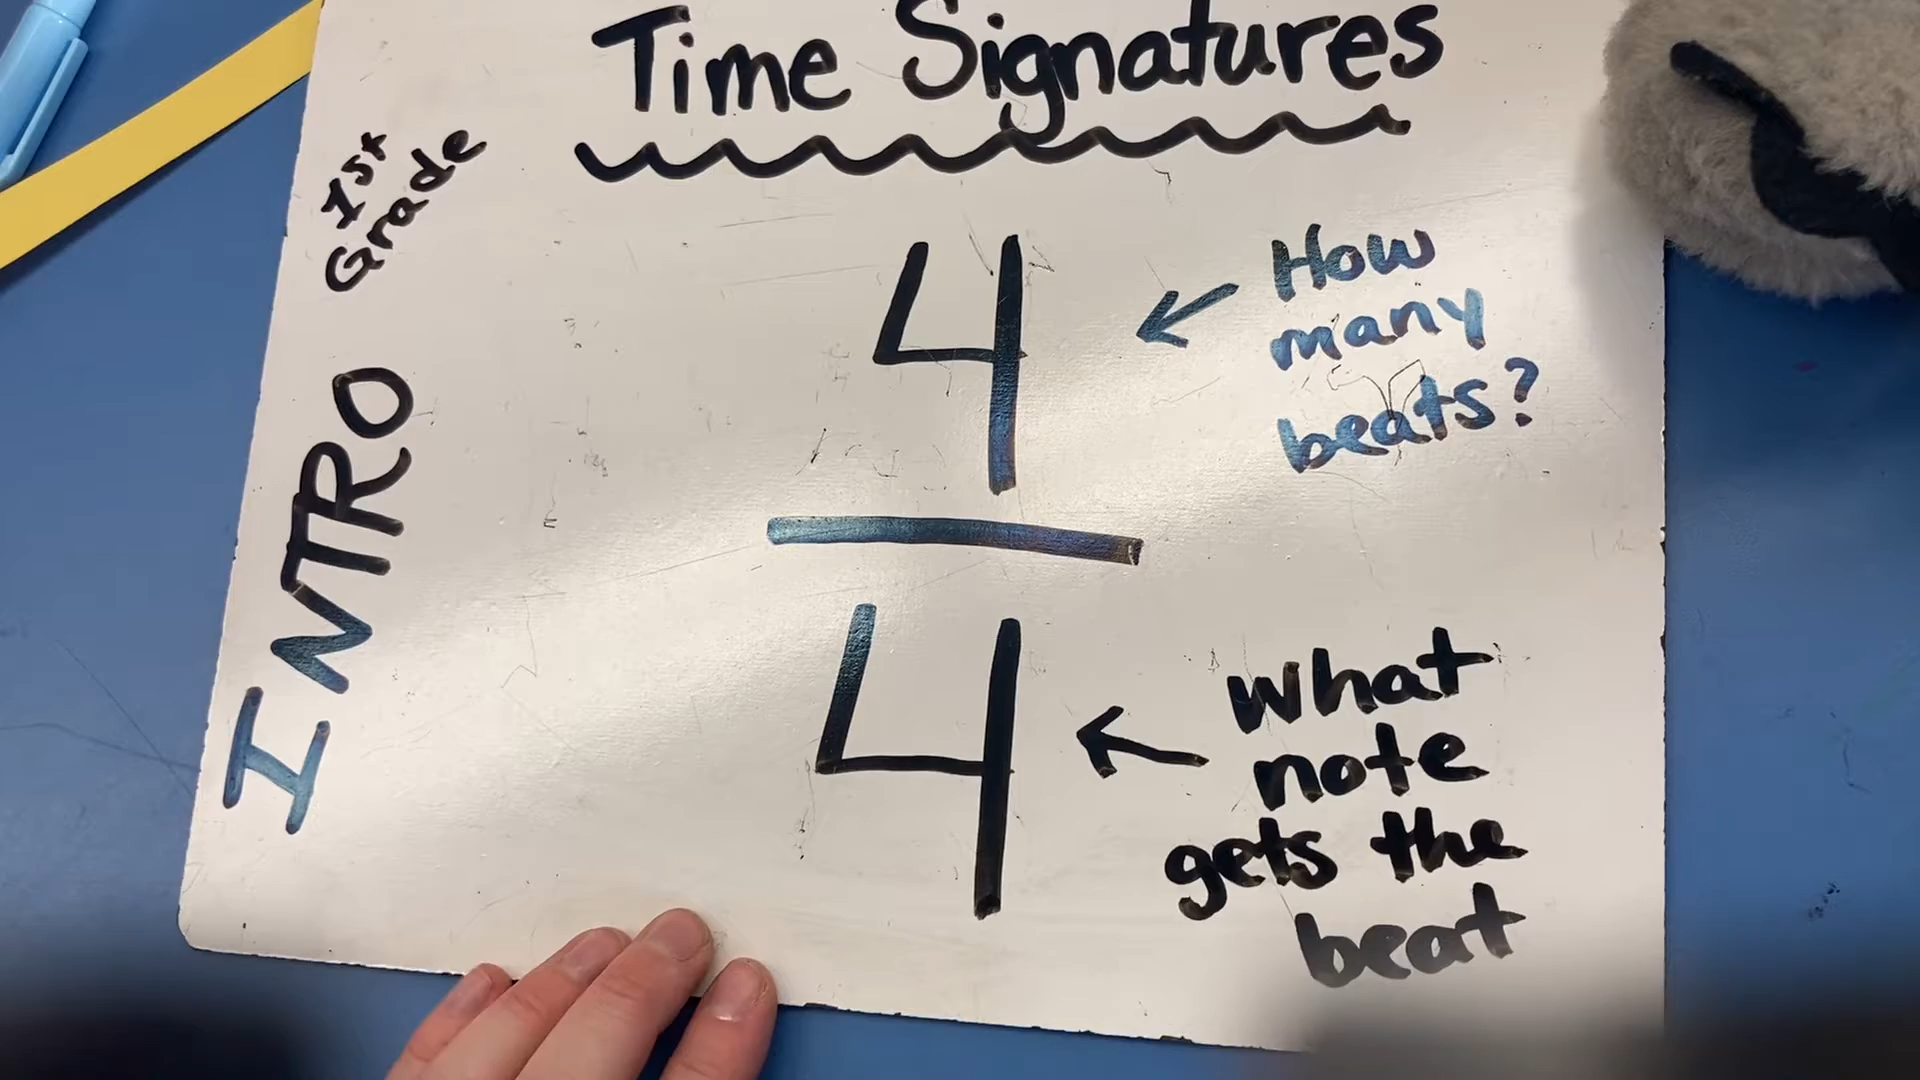 Time Signatures
1st
Grade
INTRO
4
How
many
beats?
4
What
note
gets the
beat